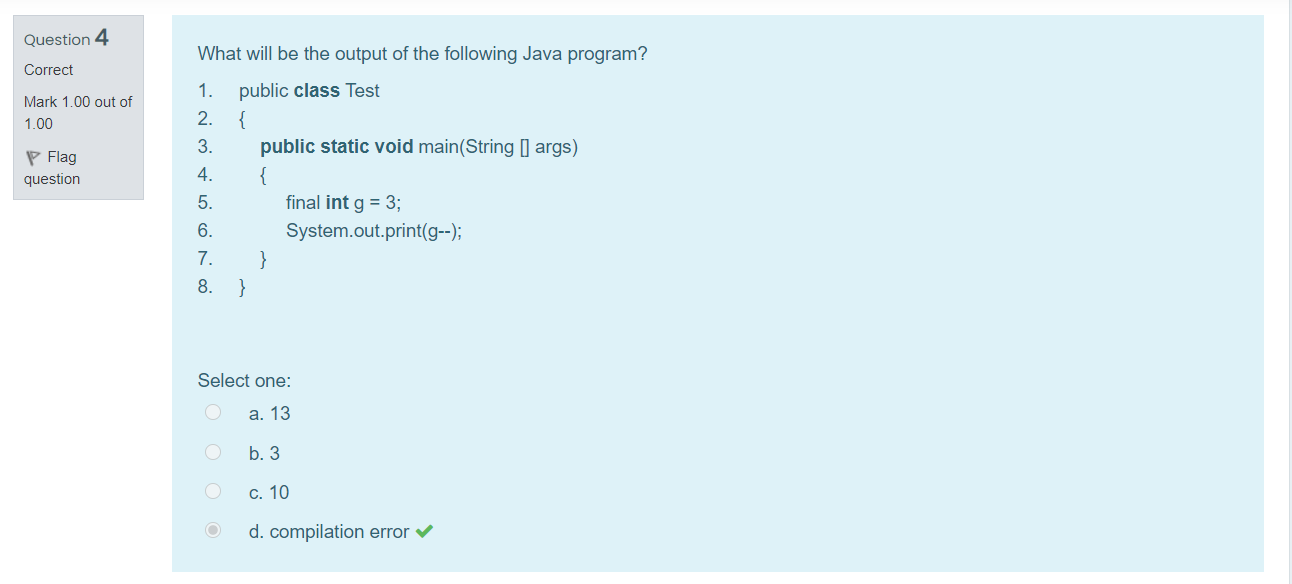 Question 4
Correct
Mark 1.00 out of
1.00
Flag
question
What will be the output of the following Java program?
1. public class Test
2. {
3. public static void main(String [] args)
4. {
5. final int g = 3;
6. System.out.print(g--);
7. }
8. }
Select one:
a. 13
b. 3
c. 10
d. compilation error